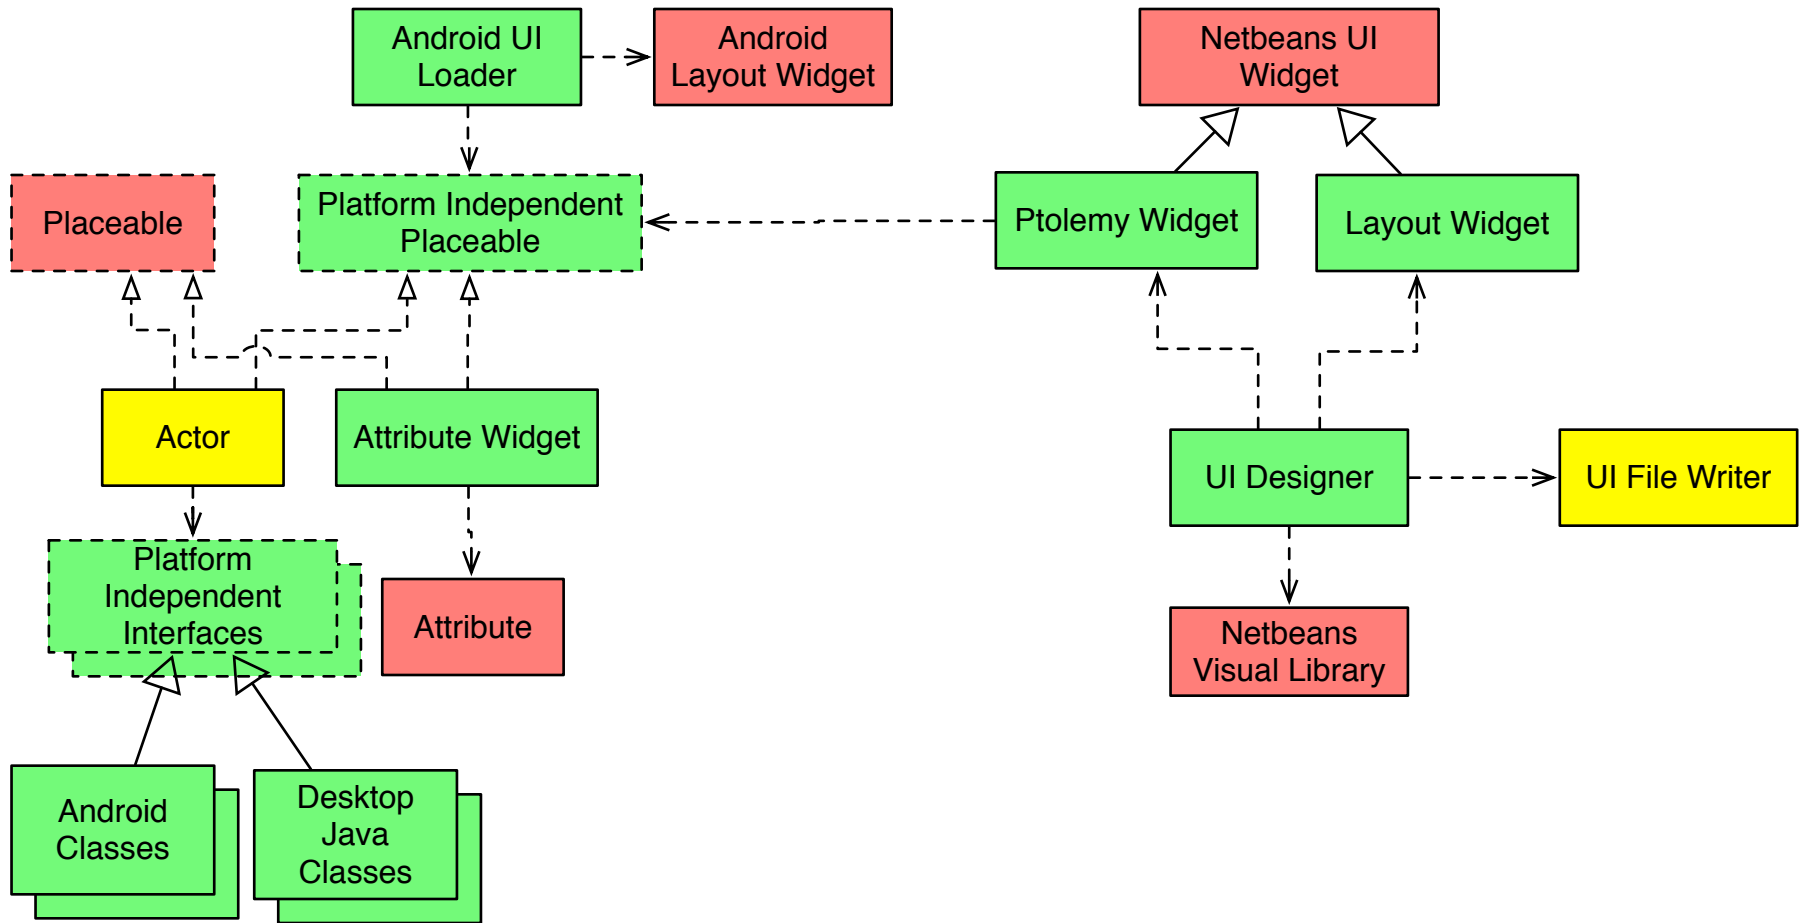 Android UI
Loader
Android
Layout Widget
Netbeans UI
Widget
Placeable
Platform Independent
Placeable
Ptolemy Widget
Layout Widget
Actor
Attribute Widget
UI Designer
UI File Writer
Platform
Independent
Interfaces
Attribute
Netbeans
Visual Library
Android
Classes
Desktop
Java
Classes